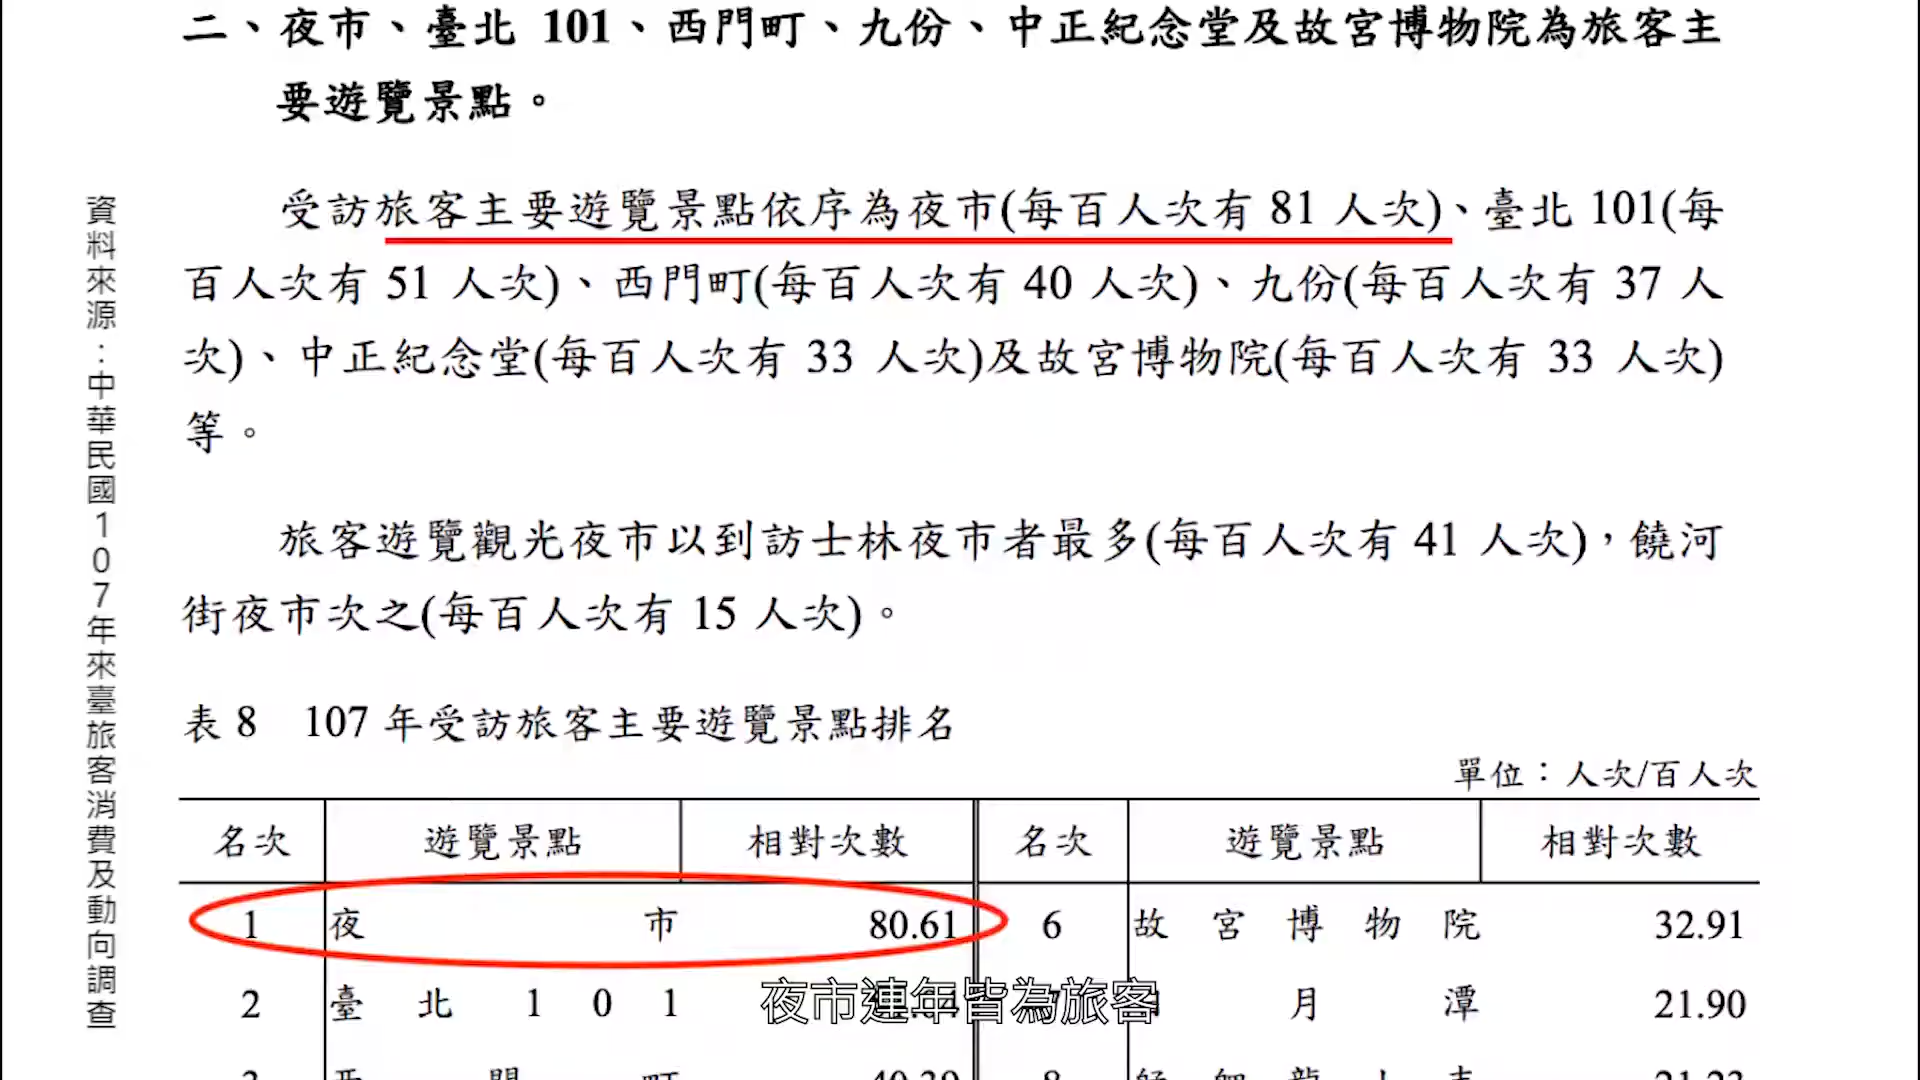 二、夜市、臺北 101、西門町、九份、中正紀念堂及故宮博物院為旅客主
要遊覽景點。
受訪旅客主要遊覽景點依序為夜市(每百人次有 81 人次)、臺北 101(每
百人次有 51 人次)、西門町(每百人次有 40 人次)、九份(每百人次有 37 人
次)、中正紀念堂(每百人次有 33 人次)及故宮博物院(每百人次有 33 人次)
等。
旅客遊覽觀光夜市以到訪士林夜市者最多(每百人次有 41 人次)，饒河
街夜市次之(每百人次有 15 人次)。
表 8 107 年受訪旅客主要遊覽景點排名
單位：人次/百人次
名次 遊覽景點 相對次數 名次 遊覽景點 相對次數
1 夜市 80.61 6 故宮博物院 32.91
2 臺北101 月潭 21.90
夜市連年皆為旅客
資料來源：中華民國107年來臺旅客消費及動向調查